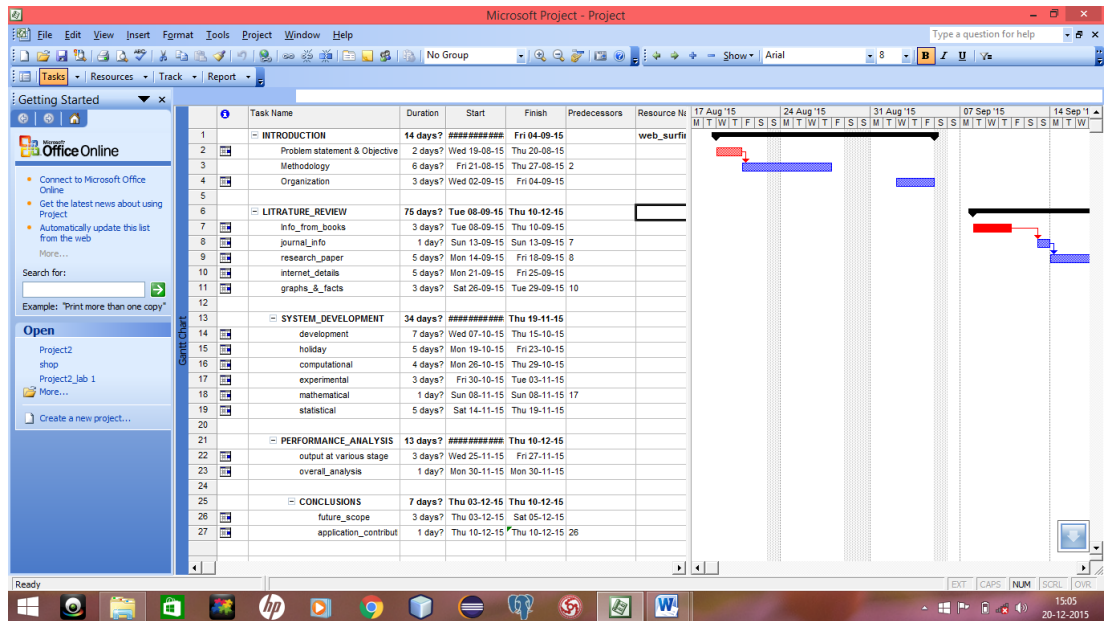 Microsoft Project - Project
File Edit View Insert Format Tools Project Window Help Type a question for help
No Group Show Arial 8 B I U
Tasks Resources Track Report
Getting Started
Microsoft
Office Online
Connect to Microsoft Office Online
Get the latest news about using Project
Automatically update this list from the web
More...
Search for:
Example: "Print more than one copy"
Open
Project2
shop
Project2_lab 1
More...
Create a new project...
Gantt Chart
Task Name Duration Start Finish Predecessors Resource Na 17 Aug '15 24 Aug '15 31 Aug '15 07 Sep '15 14 Sep '1
M T W T F S S M T W T F S S M T W T F S S M T W T F S S M T W
1 INTRODUCTION 14 days? ########### Fri 04-09-15 web_surfin
2 Problem statement & Objective 2 days? Wed 19-08-15 Thu 20-08-15
3 Methodology 6 days? Fri 21-08-15 Thu 27-08-15 2
4 Organization 3 days? Wed 02-09-15 Fri 04-09-15
5
6 LITRATURE_REVIEW 75 days? Tue 08-09-15 Thu 10-12-15
7 Info_from_books 3 days? Tue 08-09-15 Thu 10-09-15
8 journal_info 1 day? Sun 13-09-15 Sun 13-09-15 7
9 research_paper 5 days? Mon 14-09-15 Fri 18-09-15 8
10 internet_details 5 days? Mon 21-09-15 Fri 25-09-15
11 graphs_&_facts 3 days? Sat 26-09-15 Tue 29-09-15 10
12
13 SYSTEM_DEVELOPMENT 34 days? ########### Thu 19-11-15
14 development 7 days? Wed 07-10-15 Thu 15-10-15
15 holiday 5 days? Mon 19-10-15 Fri 23-10-15
16 computational 4 days? Mon 26-10-15 Thu 29-10-15
17 experimental 3 days? Fri 30-10-15 Tue 03-11-15
18 mathematical 1 day? Sun 08-11-15 Sun 08-11-15 17
19 statistical 5 days? Sat 14-11-15 Thu 19-11-15
20
21 PERFORMANCE_ANALYSIS 13 days? ########### Thu 10-12-15
22 output at various stage 3 days? Wed 25-11-15 Fri 27-11-15
23 overall_analysis 1 day? Mon 30-11-15 Mon 30-11-15
24
25 CONCLUSIONS 7 days? Thu 03-12-15 Thu 10-12-15
26 future_scope 3 days? Thu 03-12-15 Sat 05-12-15
27 application_contribut 1 day? Thu 10-12-15 Thu 10-12-15 26
Ready EXT CAPS NUM SCRL OVR
hp
W
15:05
20-12-2015